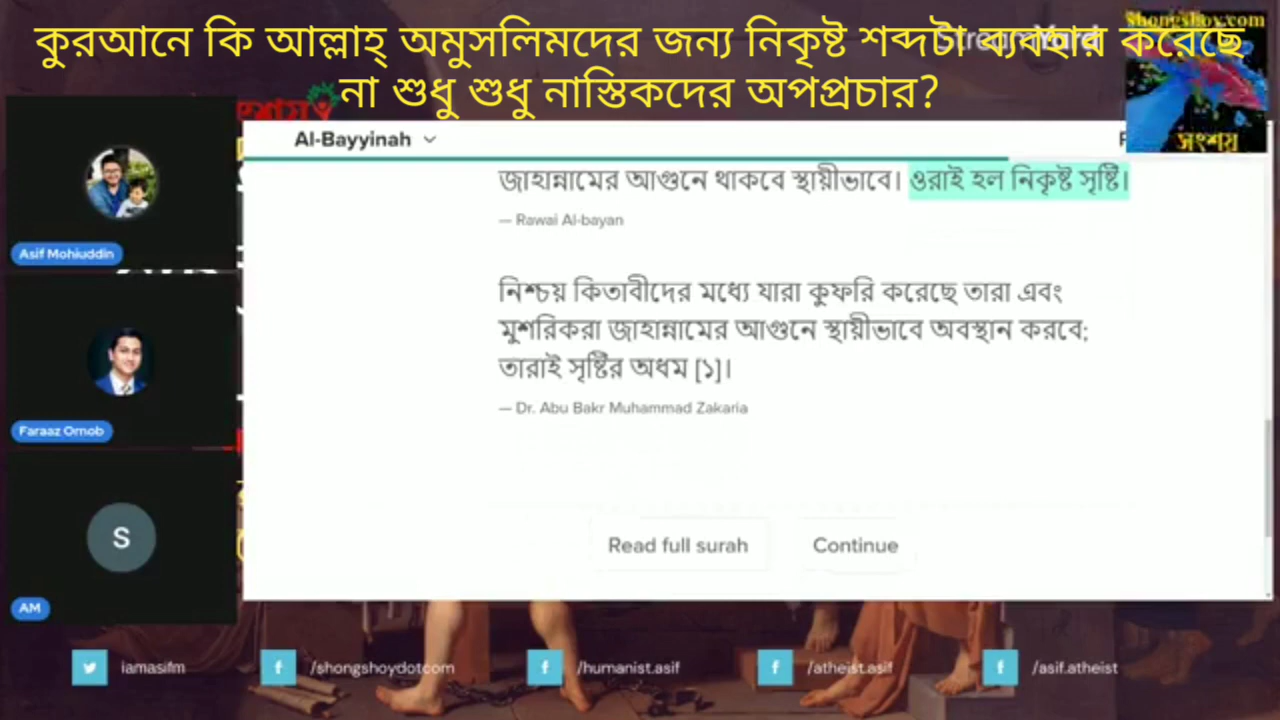 কুরআনে কি আল্লাহ্ অমুসলিমদের জন্য নিকৃষ্ট শব্দটা ব্যবহার করেছে
না শুধু শুধু নাস্তিকদের অপপ্রচার?
StreamYard
Shongshoy.com
সংশয়
Al-Bayyinah
জাহান্নামের আগুনে থাকবে স্থায়ীভাবে। ওরাই হল নিকৃষ্ট সৃষ্টি।
— Rawai Al-bayan
নিশ্চয় কিতাবীদের মধ্যে যারা কুফরি করেছে তারা এবং
মুশরিকরা জাহান্নামের আগুনে স্থায়ীভাবে অবস্থান করবে;
তারাই সৃষ্টির অধম [১]।
— Dr. Abu Bakr Muhammad Zakaria
Read full surah
Continue
Asif Mohiuddin
Faraaz Ornob
S
AM
iamasifm
/shongshoydotcom
/humanist.asif
/atheist.asif
/asif.atheist